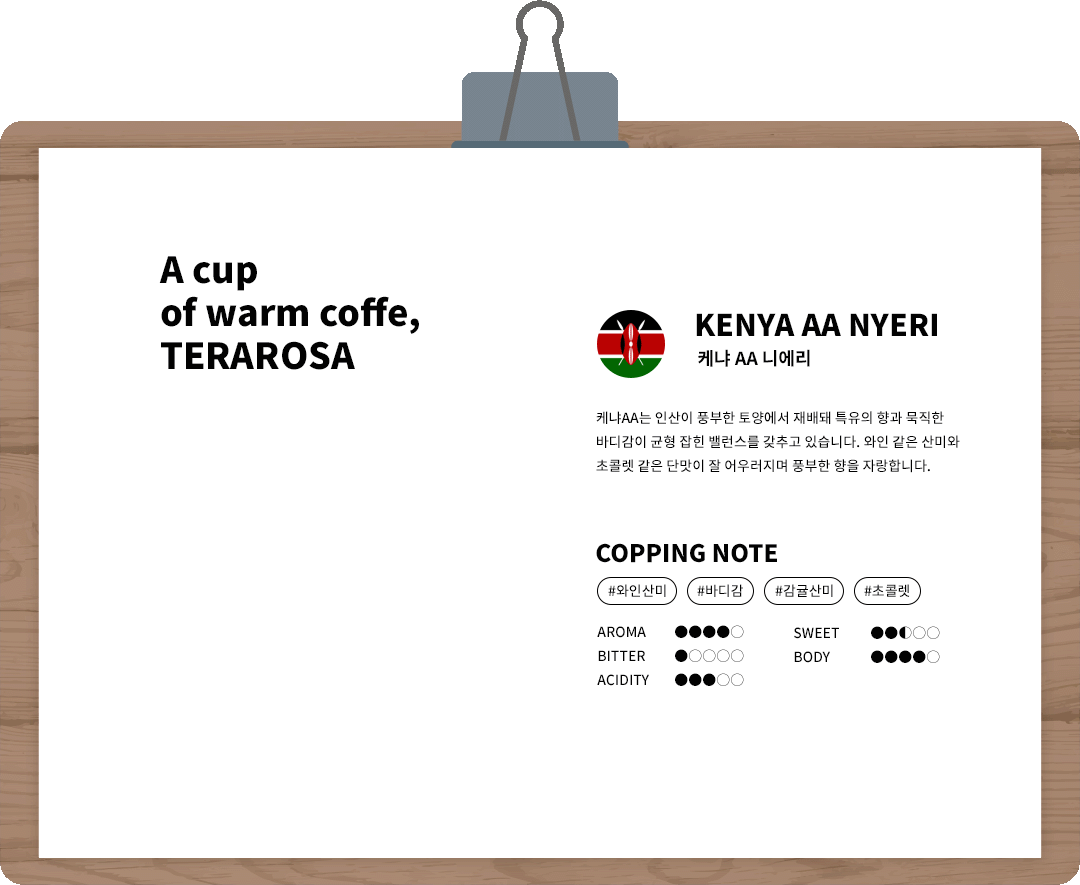 A cup
of warm coffe,
TERAROSA
KENYA AA NYERI
케냐 AA 니에리
케냐AA는 인산이 풍부한 토양에서 재배돼 특유의 향과 묵직한
바디감이 균형 잡힌 밸런스를 갖추고 있습니다. 와인 같은 산미와
초콜렛 같은 단맛이 잘 어우러지며 풍부한 향을 자랑합니다.
COPPING NOTE
#와인산미 #바디감 #감귤산미 #초콜렛
AROMA SWEET
BITTER BODY
ACIDITY